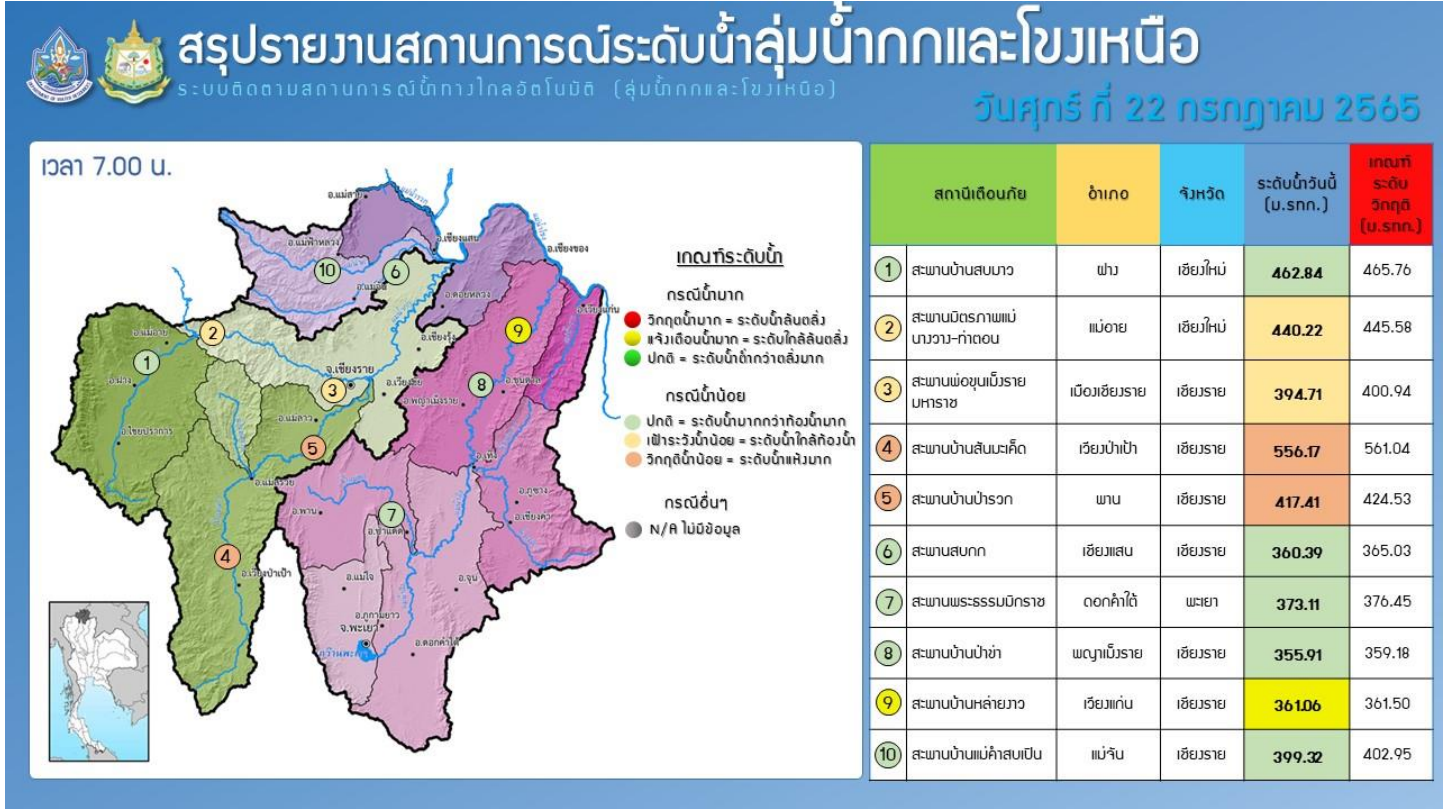 สรุปรายงานสถานการณ์ระดับน้ำลุ่มน้ำกกและโขงเหนือ
ระบบติดตามสถานการณ์น้ำทางไกลอัตโนมัติ (ลุ่มน้ำกกและโขงเหนือ)
วันศุกร์ ที่ 22 กรกฎาคม 2565
เวลา 7.00 น.
อ.แม่สาย
อ.แม่ฟ้าหลวง
อ.เชียงแสน
อ.เชียงของ
10
6
อ.ดอยหลวง
อ.เวียงแก่น
อ.แม่อาย
2
9
อ.เชียงรุ้ง
1
จ.เชียงราย
อ.ฝาง
3
8
อ.ขุนตาล
อ.พญาเม็งราย
อ.แม่ลาว
อ.ไชยปราการ
5
อ.เทิง
อ.แม่สรวย
อ.ภูซาง
อ.พาน
7
อ.เชียงคำ
อ.ป่าแดด
4
อ.เวียงป่าเป้า
อ.แม่ใจ
อ.จุน
อ.ภูกามยาว
จ.พะเยา
อ.ดอกคำใต้
กว๊านพะเยา
เกณฑ์ระดับน้ำ
กรณีน้ำมาก
วิกฤตน้ำมาก = ระดับน้ำล้นตลิ่ง
แจ้งเตือนน้ำมาก = ระดับใกล้ล้นตลิ่ง
ปกติ = ระดับน้ำต่ำกว่าตลิ่งมาก
กรณีน้ำน้อย
ปกติ = ระดับน้ำมากกว่าท้องน้ำมาก
เฝ้าระวังน้ำน้อย = ระดับน้ำใกล้ท้องน้ำ
วิกฤติน้ำน้อย = ระดับน้ำแห้งมาก
กรณีอื่นๆ
N/A ไม่มีข้อมูล
สถานีเตือนภัย อำเภอ จังหวัด ระดับน้ำวันนี้ (ม.รทก.) เกณฑ์ระดับวิกฤติ (ม.รทก.)
1 สะพานบ้านสบมาว ฝาง เชียงใหม่ 462.84 465.76
2 สะพานมิตรภาพแม่นางวาง-ท่าตอน แม่อาย เชียงใหม่ 440.22 445.58
3 สะพานพ่อขุนเม็งรายมหาราช เมืองเชียงราย เชียงราย 394.71 400.94
4 สะพานบ้านสันมะเค็ด เวียงป่าเป้า เชียงราย 556.17 561.04
5 สะพานบ้านป่ารวก พาน เชียงราย 417.41 424.53
6 สะพานสบกก เชียงแสน เชียงราย 360.39 365.03
7 สะพานพระธรรมมิกราช ดอกคำใต้ พะเยา 373.11 376.45
8 สะพานบ้านป่าข่า พญาเม็งราย เชียงราย 355.91 359.18
9 สะพานบ้านหล่ายงาว เวียงแก่น เชียงราย 361.06 361.50
10 สะพานบ้านแม่คำสบเปิน แม่จัน เชียงราย 399.32 402.95